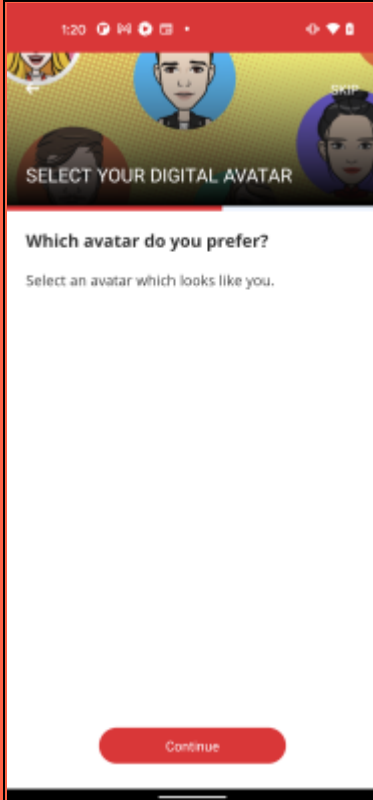 1:20
SKIP
SELECT YOUR DIGITAL AVATAR
Which avatar do you prefer?
Select an avatar which looks like you.
Continue